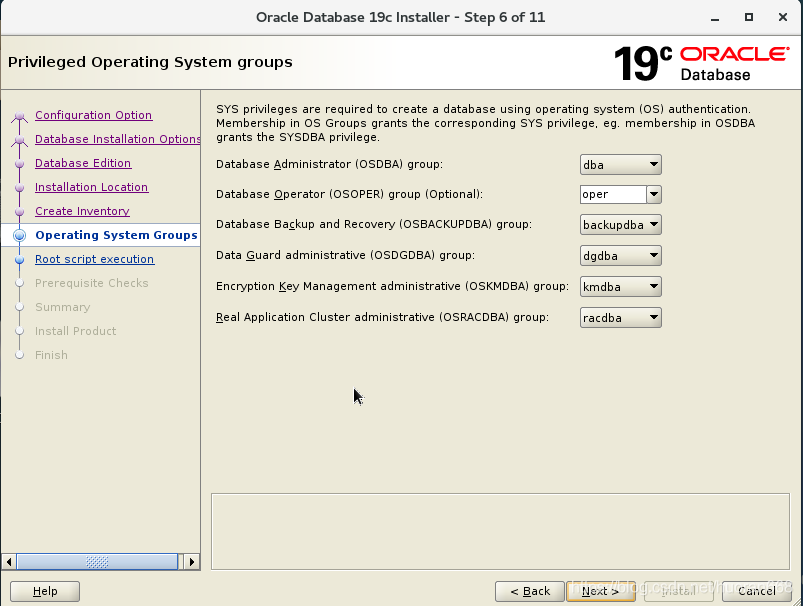 Oracle Database 19c Installer - Step 6 of 11
Privileged Operating System groups
19c ORACLE
Database
Configuration Option
Database Installation Options
Database Edition
Installation Location
Create Inventory
Operating System Groups
Root script execution
Prerequisite Checks
Summary
Install Product
Finish
SYS privileges are required to create a database using operating system (OS) authentication.
Membership in OS Groups grants the corresponding SYS privilege, eg. membership in OSDBA
grants the SYSDBA privilege.
Database Administrator (OSDBA) group: dba
Database Operator (OSOPER) group (Optional): oper
Database Backup and Recovery (OSBACKUPDBA) group: backupdba
Data Guard administrative (OSDGDBA) group: dgdba
Encryption Key Management administrative (OSKMDBA) group: kmdba
Real Application Cluster administrative (OSRACDBA) group: racdba
Help
< Back
Next >
Install
Cancel